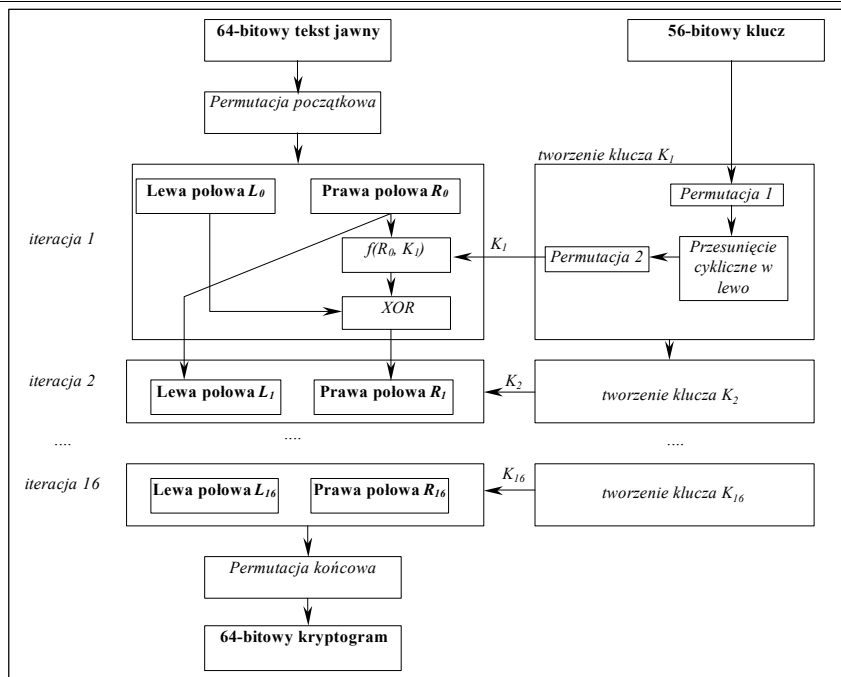 64-bitowy tekst jawny
56-bitowy klucz
Permutacja początkowa
tworzenie klucza K1
Lewa połowa L0
Prawa połowa R0
Permutacja 1
iteracja 1
f(R0, K1)
K1
Permutacja 2
Przesunięcie
cykliczne w
lewo
XOR
iteracja 2
Lewa połowa L1
Prawa połowa R1
K2
tworzenie klucza K2
....
....
....
iteracja 16
Lewa połowa L16
Prawa połowa R16
K16
tworzenie klucza K16
Permutacja końcowa
64-bitowy kryptogram